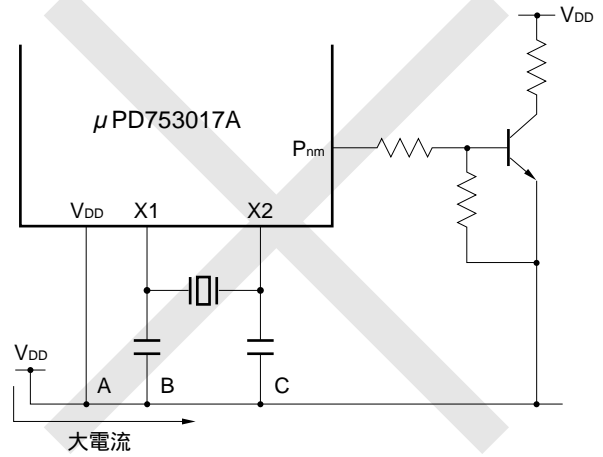 VDD
μPD753017A
Pnm
VDD X1 X2
VDD
A B C
大電流